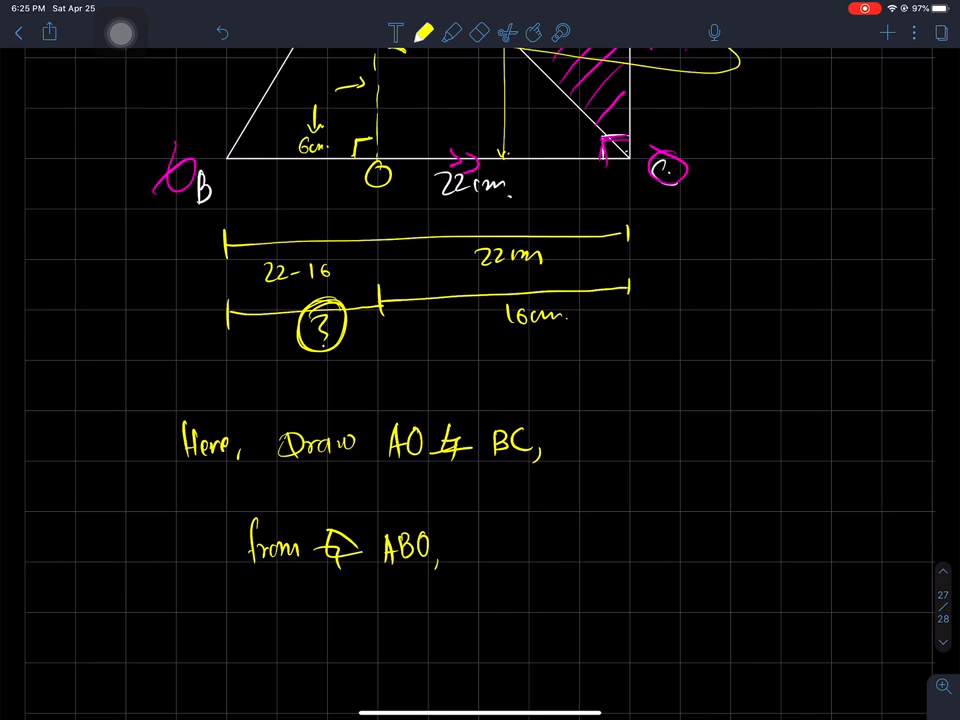 6:25 PM Sat Apr 25
97%
T
6cm.
O
B
22cm.
C
22-16
22cm
?
16cm.
Here, Draw AO ⊥ BC,
from ABO,
27
/
28